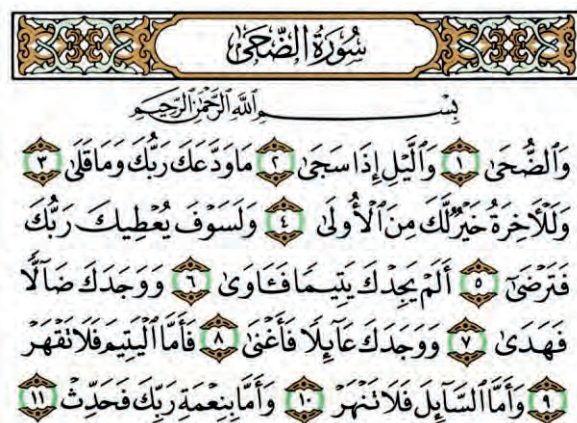 سُورَةُ الضُّحَىٰ
بِسْمِ ٱللَّهِ ٱلرَّحْمَٰنِ ٱلرَّحِيمِ
وَٱلضُّحَىٰ ١ وَٱلَّيْلِ إِذَا سَجَىٰ ٢ مَا وَدَّعَكَ رَبُّكَ وَمَا قَلَىٰ ٣
وَلَلْأَخِرَةُ خَيْرٌ لَّكَ مِنَ ٱلْأُولَىٰ ٤ وَلَسَوْفَ يُعْطِيكَ رَبُّكَ
فَتَرْضَىٰٓ ٥ أَلَمْ يَجِدْكَ يَتِيمًا فَـَٔاوَىٰ ٦ وَوَجَدَكَ ضَآلًّا
فَهَدَىٰ ٧ وَوَجَدَكَ عَآئِلًا فَأَغْنَىٰ ٨ فَأَمَّا ٱلْيَتِيمَ فَلَا تَقْهَرْ
٩ وَأَمَّا ٱلسَّآئِلَ فَلَا تَنْهَرْ ١٠ وَأَمَّا بِنِعْمَةِ رَبِّكَ فَحَدِّثْ ١١